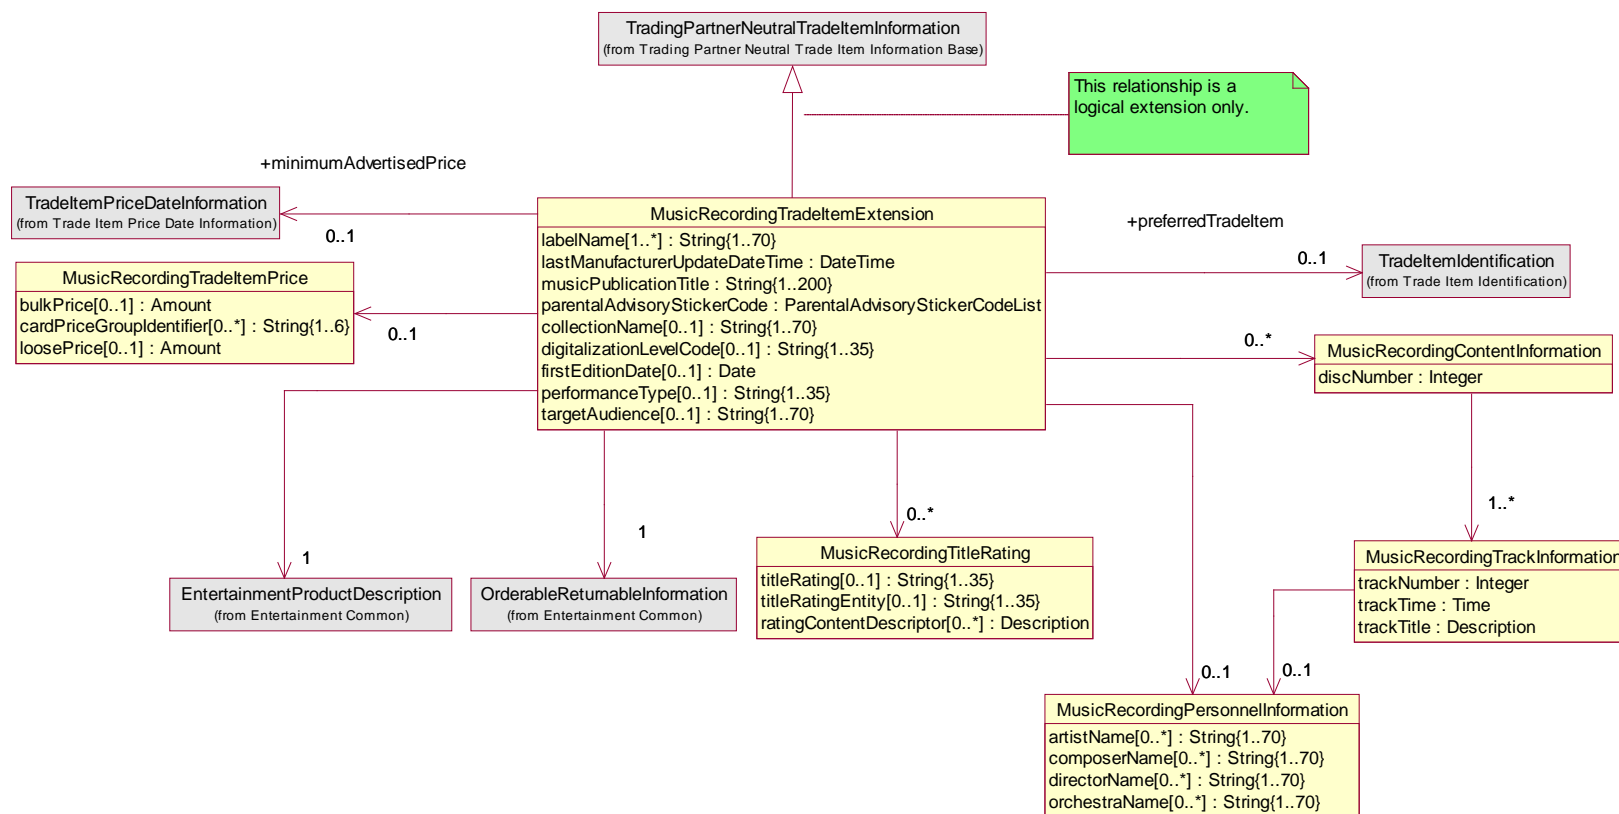 TradingPartnerNeutralTradeItemInformation
(from Trading Partner Neutral Trade Item Information Base)
This relationship is a
logical extension only.
+minimumAdvertisedPrice
TradeItemPriceDateInformation
(from Trade Item Price Date Information)
0..1
MusicRecordingTradeItemExtension
labelName[1..*] : String{1..70}
lastManufacturerUpdateDateTime : DateTime
musicPublicationTitle : String{1..200}
parentalAdvisoryStickerCode : ParentalAdvisoryStickerCodeList
collectionName[0..1] : String{1..70}
digitalizationLevelCode[0..1] : String{1..35}
firstEditionDate[0..1] : Date
performanceType[0..1] : String{1..35}
targetAudience[0..1] : String{1..70}
+preferredTradeItem
0..1
TradeItemIdentification
(from Trade Item Identification)
MusicRecordingTradeItemPrice
bulkPrice[0..1] : Amount
cardPriceGroupIdentifier[0..*] : String{1..6}
loosePrice[0..1] : Amount
0..1
0..*
MusicRecordingContentInformation
discNumber : Integer
1
EntertainmentProductDescription
(from Entertainment Common)
1
OrderableReturnableInformation
(from Entertainment Common)
0..*
MusicRecordingTitleRating
titleRating[0..1] : String{1..35}
titleRatingEntity[0..1] : String{1..35}
ratingContentDescriptor[0..*] : Description
1..*
MusicRecordingTrackInformation
trackNumber : Integer
trackTime : Time
trackTitle : Description
0..1
0..1
MusicRecordingPersonnelInformation
artistName[0..*] : String{1..70}
composerName[0..*] : String{1..70}
directorName[0..*] : String{1..70}
orchestraName[0..*] : String{1..70}